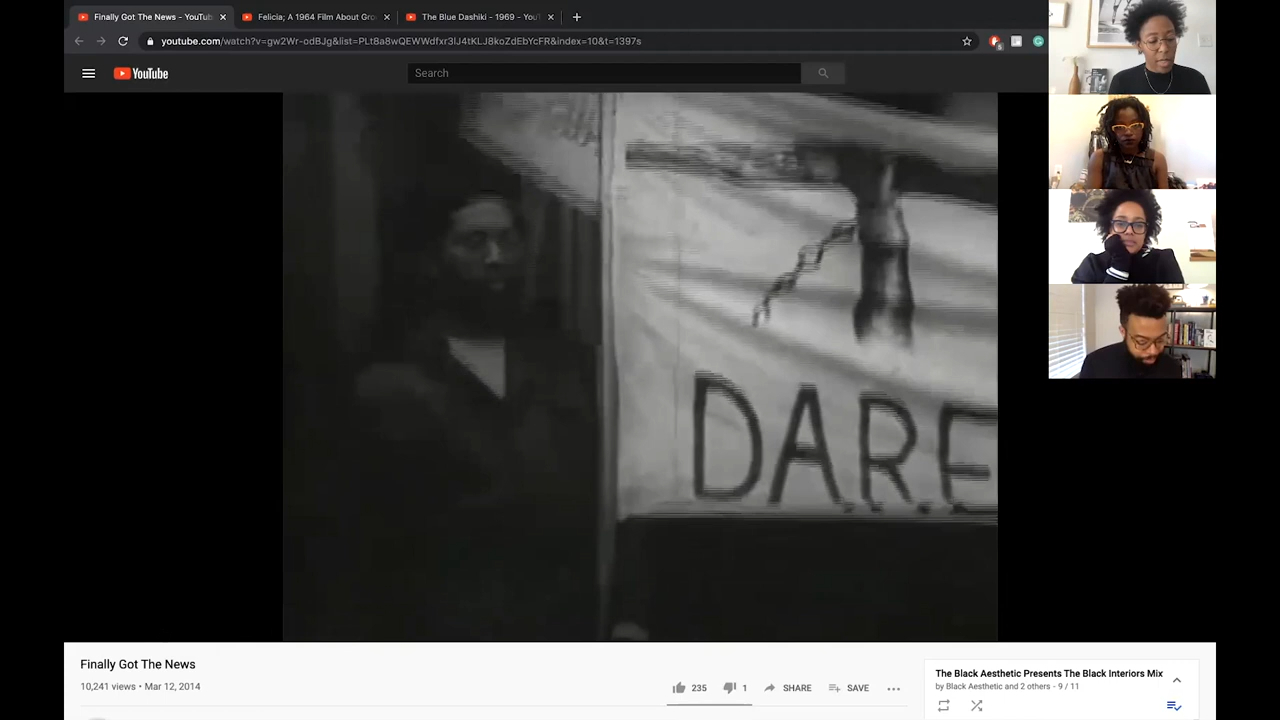 Finally Got The News - YouTub
Felicia; A 1964 Film About Gro
The Blue Dashiki - 1969 - YouT
youtube.com/watch?v=gw2Wr-odBJg&list=PLt8a8wQEWWdfxr3U4tKLJ8koZdEbYcFR&index=10&t=1397s
YouTube
Search
D.A.R.E
Finally Got The News
10,241 views • Mar 12, 2014
235
1
SHARE
SAVE
The Black Aesthetic Presents The Black Interiors Mix
by Black Aesthetic and 2 others - 9 / 11